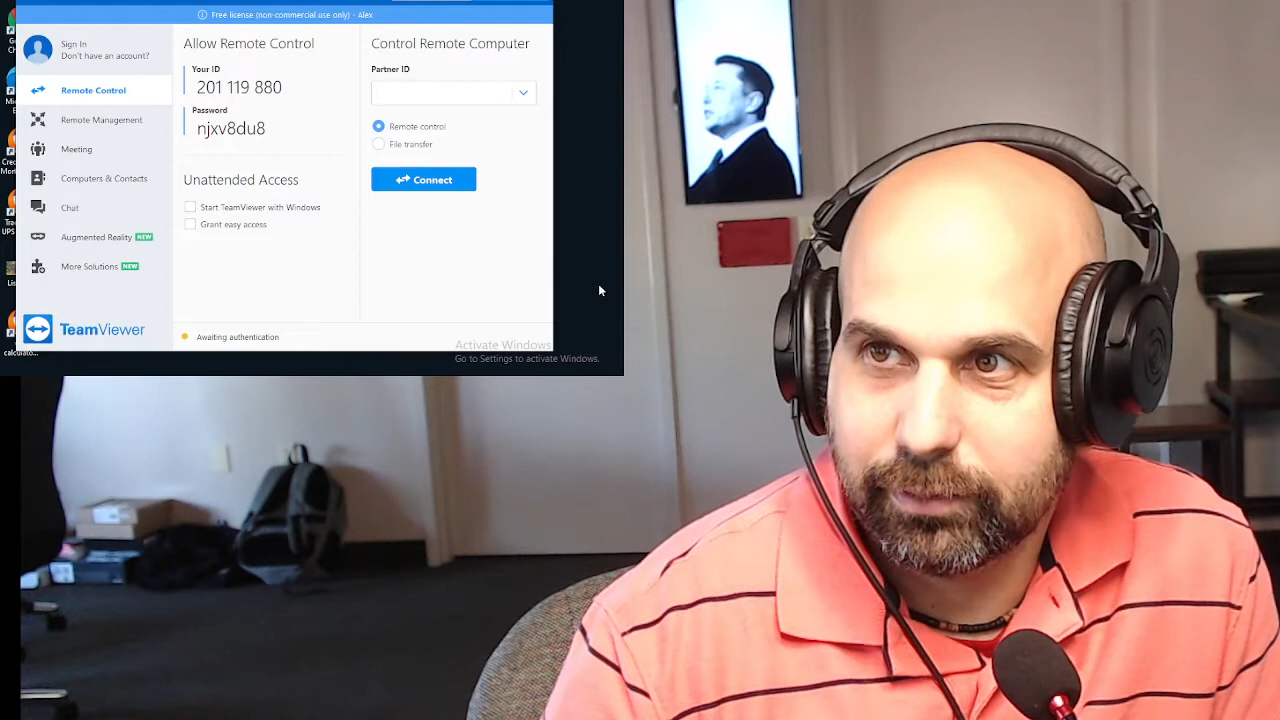 Free license (non-commercial use only) - Alex
Sign In
Don't have an account?
Remote Control
Remote Management
Meeting
Computers & Contacts
Chat
Augmented Reality NEW
More Solutions NEW
TeamViewer
Allow Remote Control
Your ID
201 119 880
Password
njxv8du8
Unattended Access
Start TeamViewer with Windows
Grant easy access
Awaiting authentication
Control Remote Computer
Partner ID
Remote control
File transfer
Connect
Activate Windows
Go to Settings to activate Windows.
calculato...